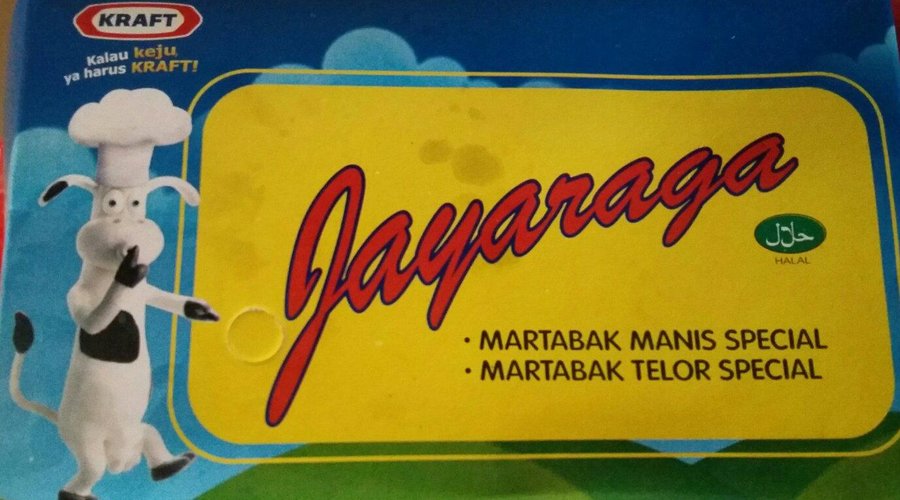 KRAFT
Kalau keju
ya harus KRAFT!
Jayaraga
حلال
HALAL
• MARTABAK MANIS SPECIAL
• MARTABAK TELOR SPECIAL